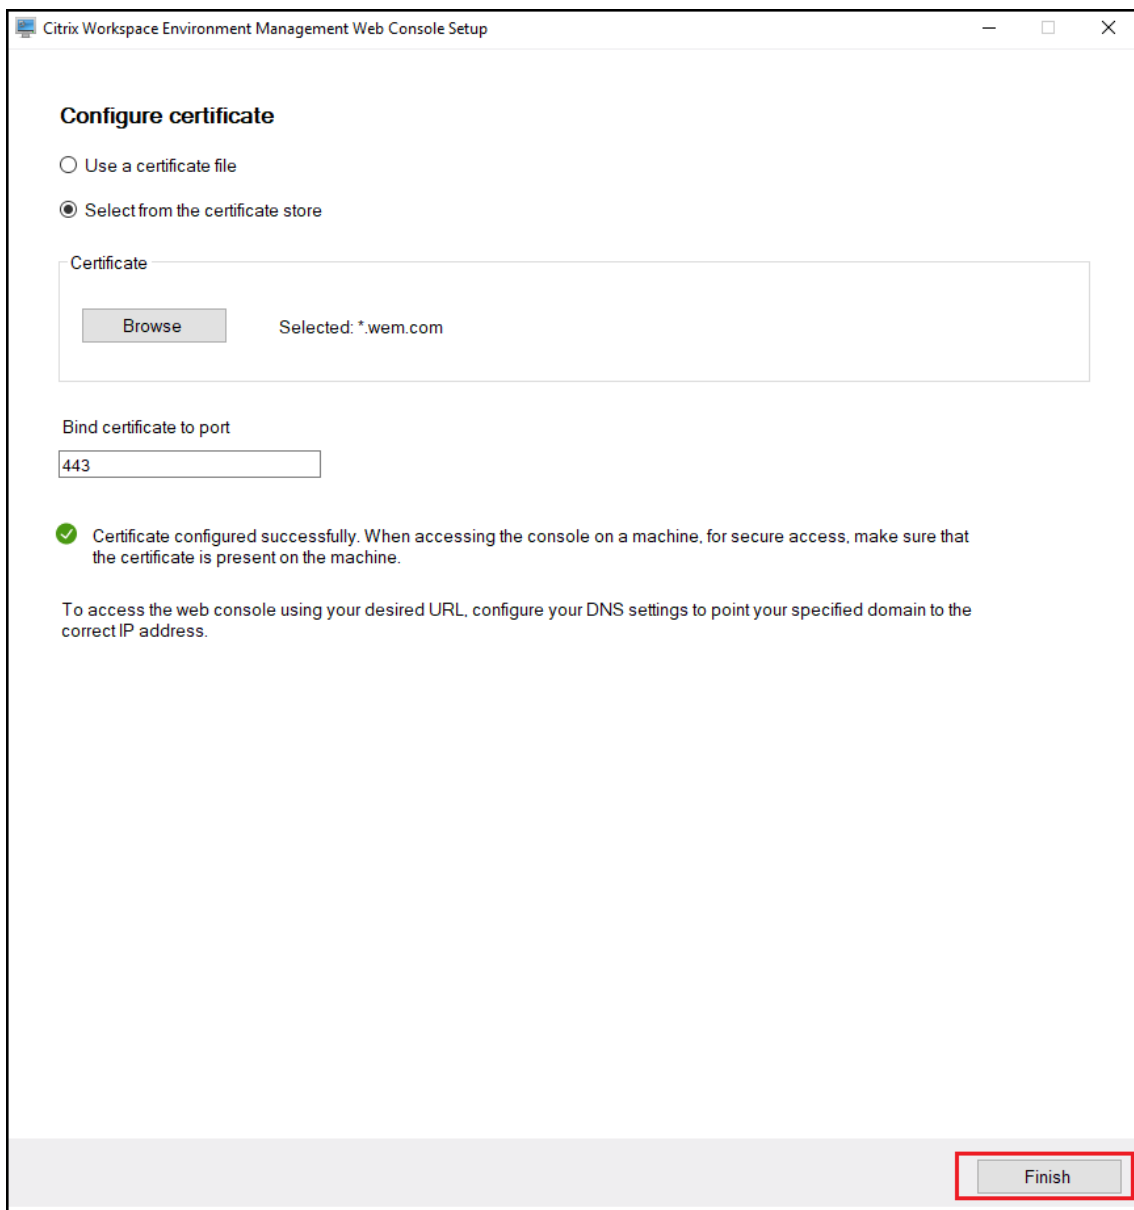 Citrix Workspace Environment Management Web Console Setup
Configure certificate
Use a certificate file
Select from the certificate store
Certificate
Browse
Selected: *.wem.com
Bind certificate to port
443
Certificate configured successfully. When accessing the console on a machine, for secure access, make sure that
the certificate is present on the machine.
To access the web console using your desired URL, configure your DNS settings to point your specified domain to the
correct IP address.
Finish